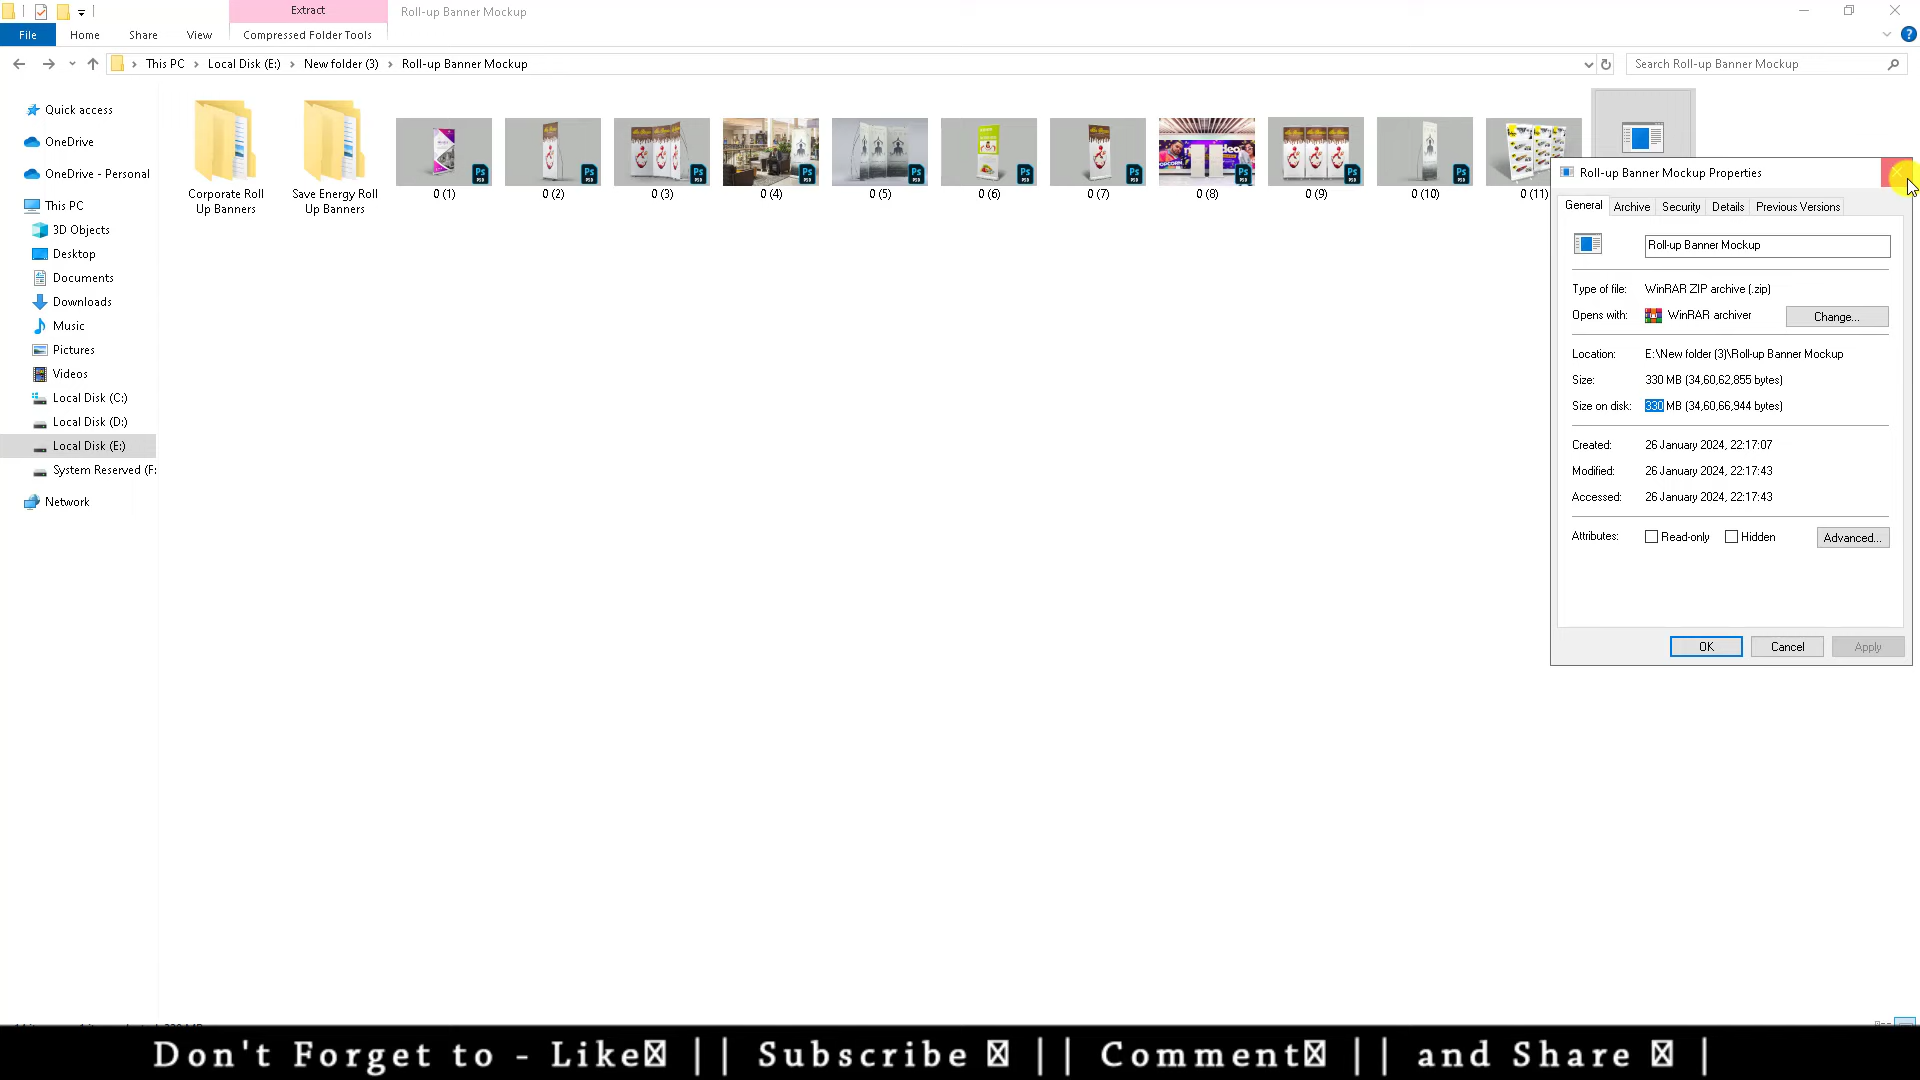 Extract
Roll-up Banner Mockup
File
Home
Share
View
Compressed Folder Tools
This PC
Local Disk (E:)
New folder (3)
Roll-up Banner Mockup
Search Roll-up Banner Mockup
Quick access
OneDrive
OneDrive - Personal
This PC
3D Objects
Desktop
Documents
Downloads
Music
Pictures
Videos
Local Disk (C:)
Local Disk (D:)
Local Disk (E:)
System Reserved (F:
Network
Corporate Roll
Up Banners
Save Energy Roll
Up Banners
0 (1)
0 (2)
0 (3)
0 (4)
0 (5)
0 (6)
0 (7)
0 (8)
0 (9)
0 (10)
0 (11)
Roll-up Banner Mockup Properties
General
Archive
Security
Details
Previous Versions
Roll-up Banner Mockup
Type of file: WinRAR ZIP archive (.zip)
Opens with: WinRAR archiver
Change...
Location: E:\New folder (3)\Roll-up Banner Mockup
Size: 330 MB (34,60,62,855 bytes)
Size on disk: 330 MB (34,60,66,944 bytes)
Created: 26 January 2024, 22:17:07
Modified: 26 January 2024, 22:17:43
Accessed: 26 January 2024, 22:17:43
Attributes: Read-only Hidden
Advanced...
OK
Cancel
Apply
Don't Forget to - Like || Subscribe || Comment || and Share |